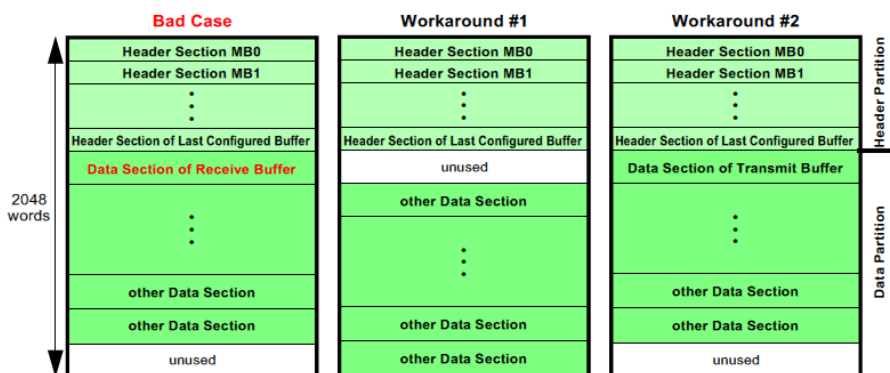 Bad Case
Workaround #1
Workaround #2
Header Section MB0
Header Section MB1
Header Section of Last Configured Buffer
Data Section of Receive Buffer
other Data Section
other Data Section
unused
Header Section MB0
Header Section MB1
Header Section of Last Configured Buffer
unused
other Data Section
other Data Section
other Data Section
Header Section MB0
Header Section MB1
Header Section of Last Configured Buffer
Data Section of Transmit Buffer
other Data Section
other Data Section
unused
2048
words
Header Partition
Data Partition